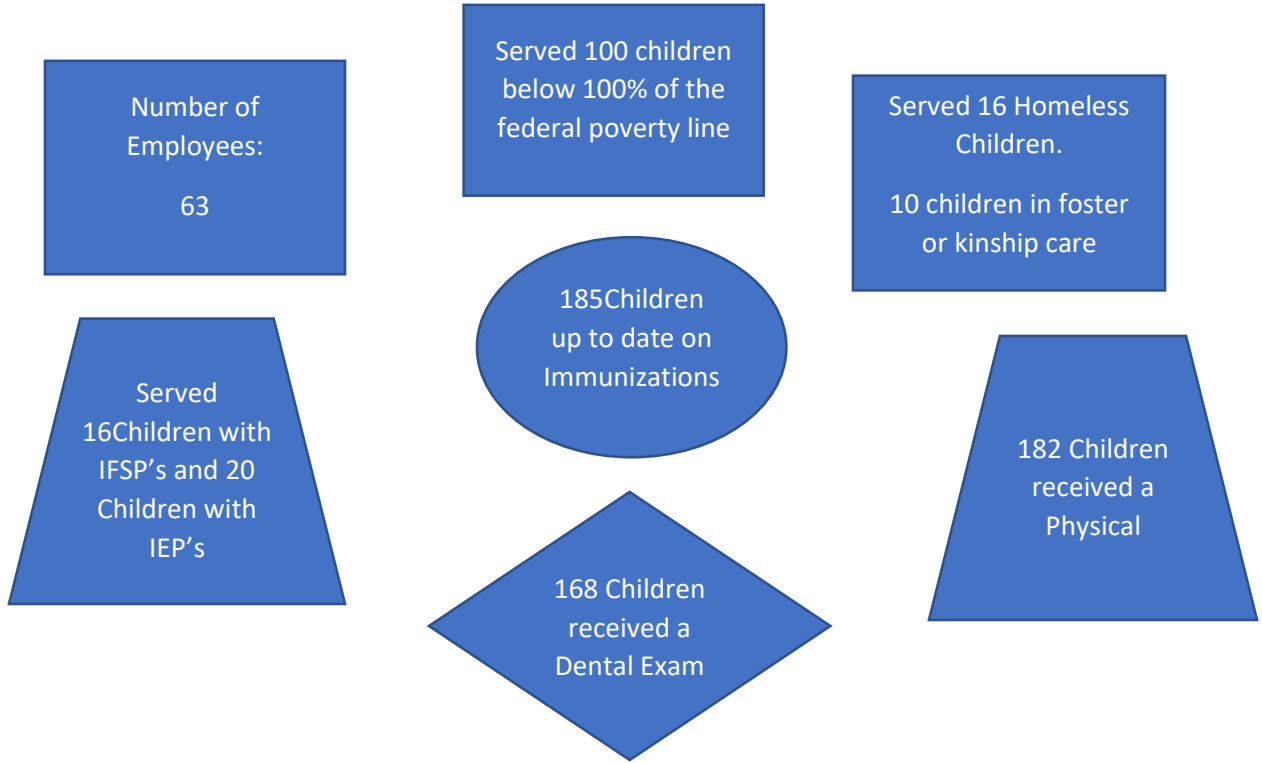 Number of
Employees:
63
Served 100 children
below 100% of the
federal poverty line
Served 16 Homeless
Children.
10 children in foster
or kinship care
185Children
up to date on
Immunizations
Served
16Children with
IFSP’s and 20
Children with
IEP’s
182 Children
received a
Physical
168 Children
received a
Dental Exam